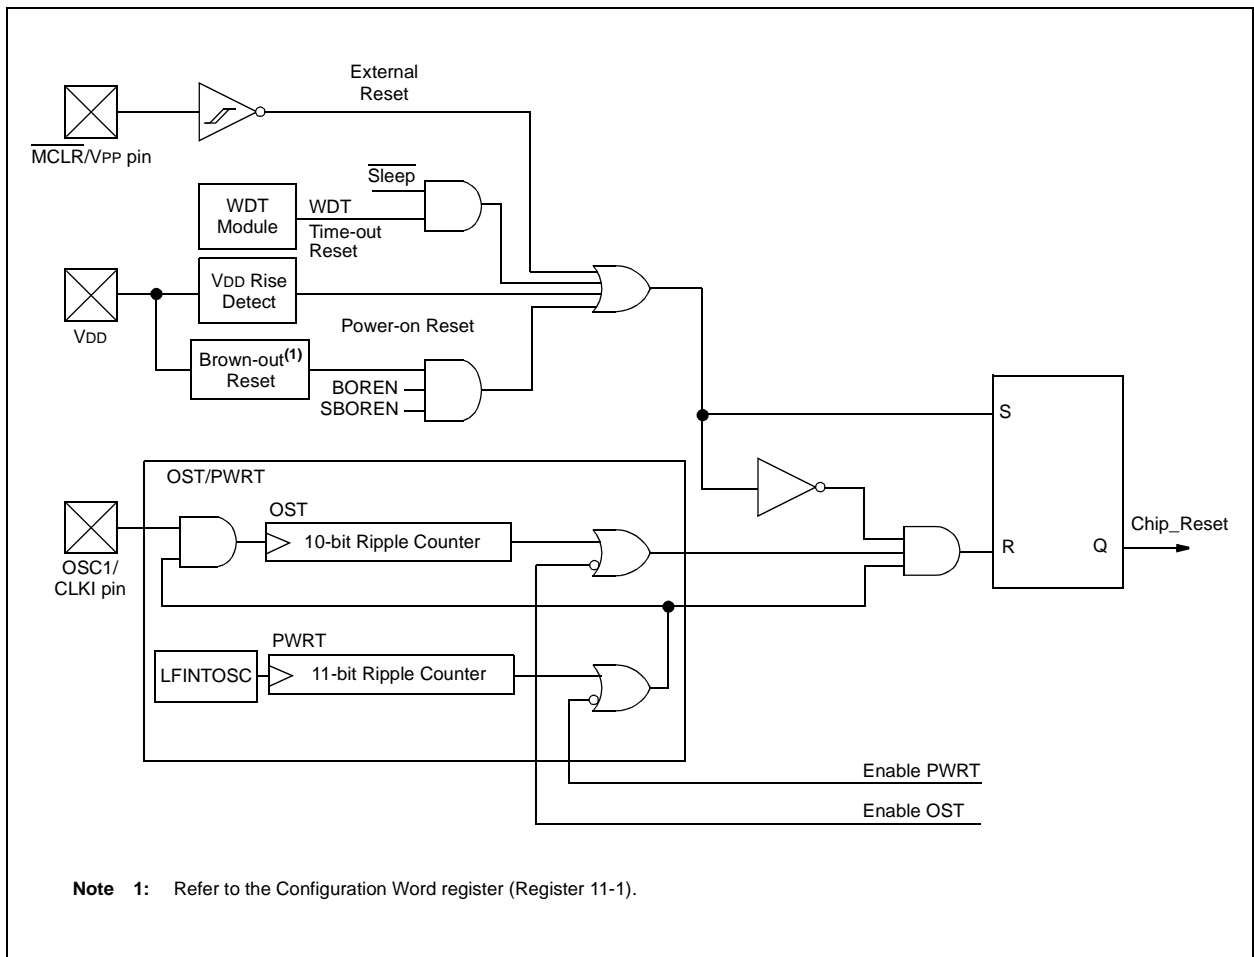 External
Reset
MCLR/VPP pin
Sleep
WDT
Module
WDT
Time-out
Reset
VDD
VDD Rise
Detect
Power-on Reset
Brown-out(1)
Reset
BOREN
SBOREN
S
R
Q
Chip_Reset
OST/PWRT
OSC1/
CLKI pin
OST
10-bit Ripple Counter
PWRT
LFINTOSC
11-bit Ripple Counter
Enable PWRT
Enable OST
Note 1: Refer to the Configuration Word register (Register 11-1).